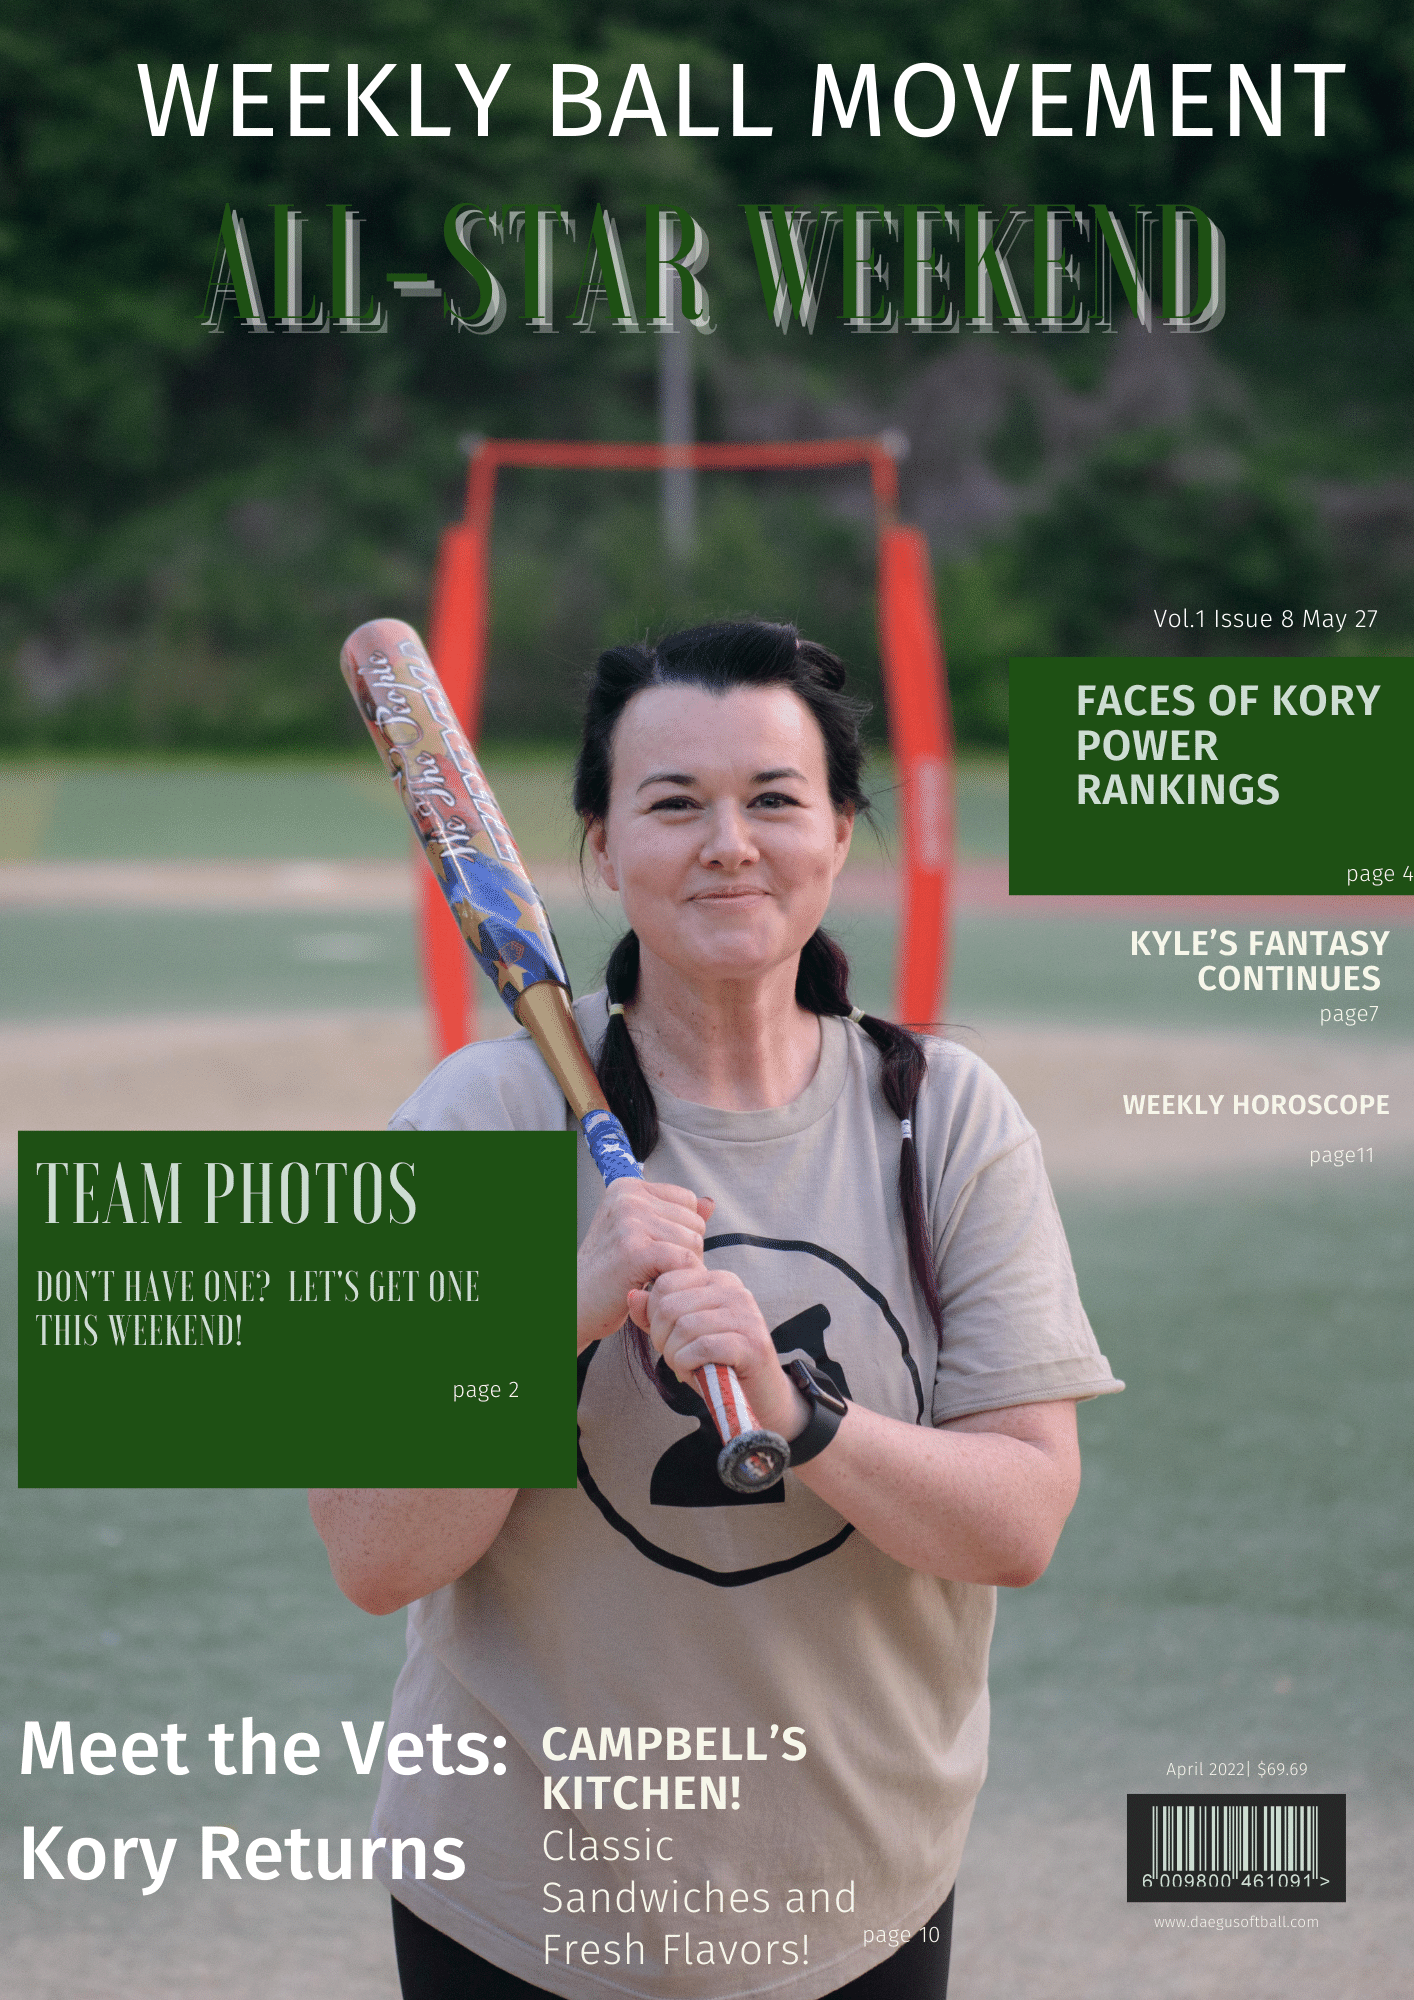 WEEKLY BALL MOVEMENT
ALL-STAR WEEKEND
Vol.1 Issue 8 May 27
FACES OF KORY
POWER
RANKINGS
page 4
KYLE'S FANTASY
CONTINUES
page7
WEEKLY HOROSCOPE
page11
We The People
TEAM PHOTOS
DON'T HAVE ONE? LET'S GET ONE
THIS WEEKEND!
page 2
Meet the Vets:
Kory Returns
CAMPBELL'S
KITCHEN!
Classic
Sandwiches and
Fresh Flavors!
page 10
April 2022| $69.69
6 009800 461091 >
www.daegusoftball.com